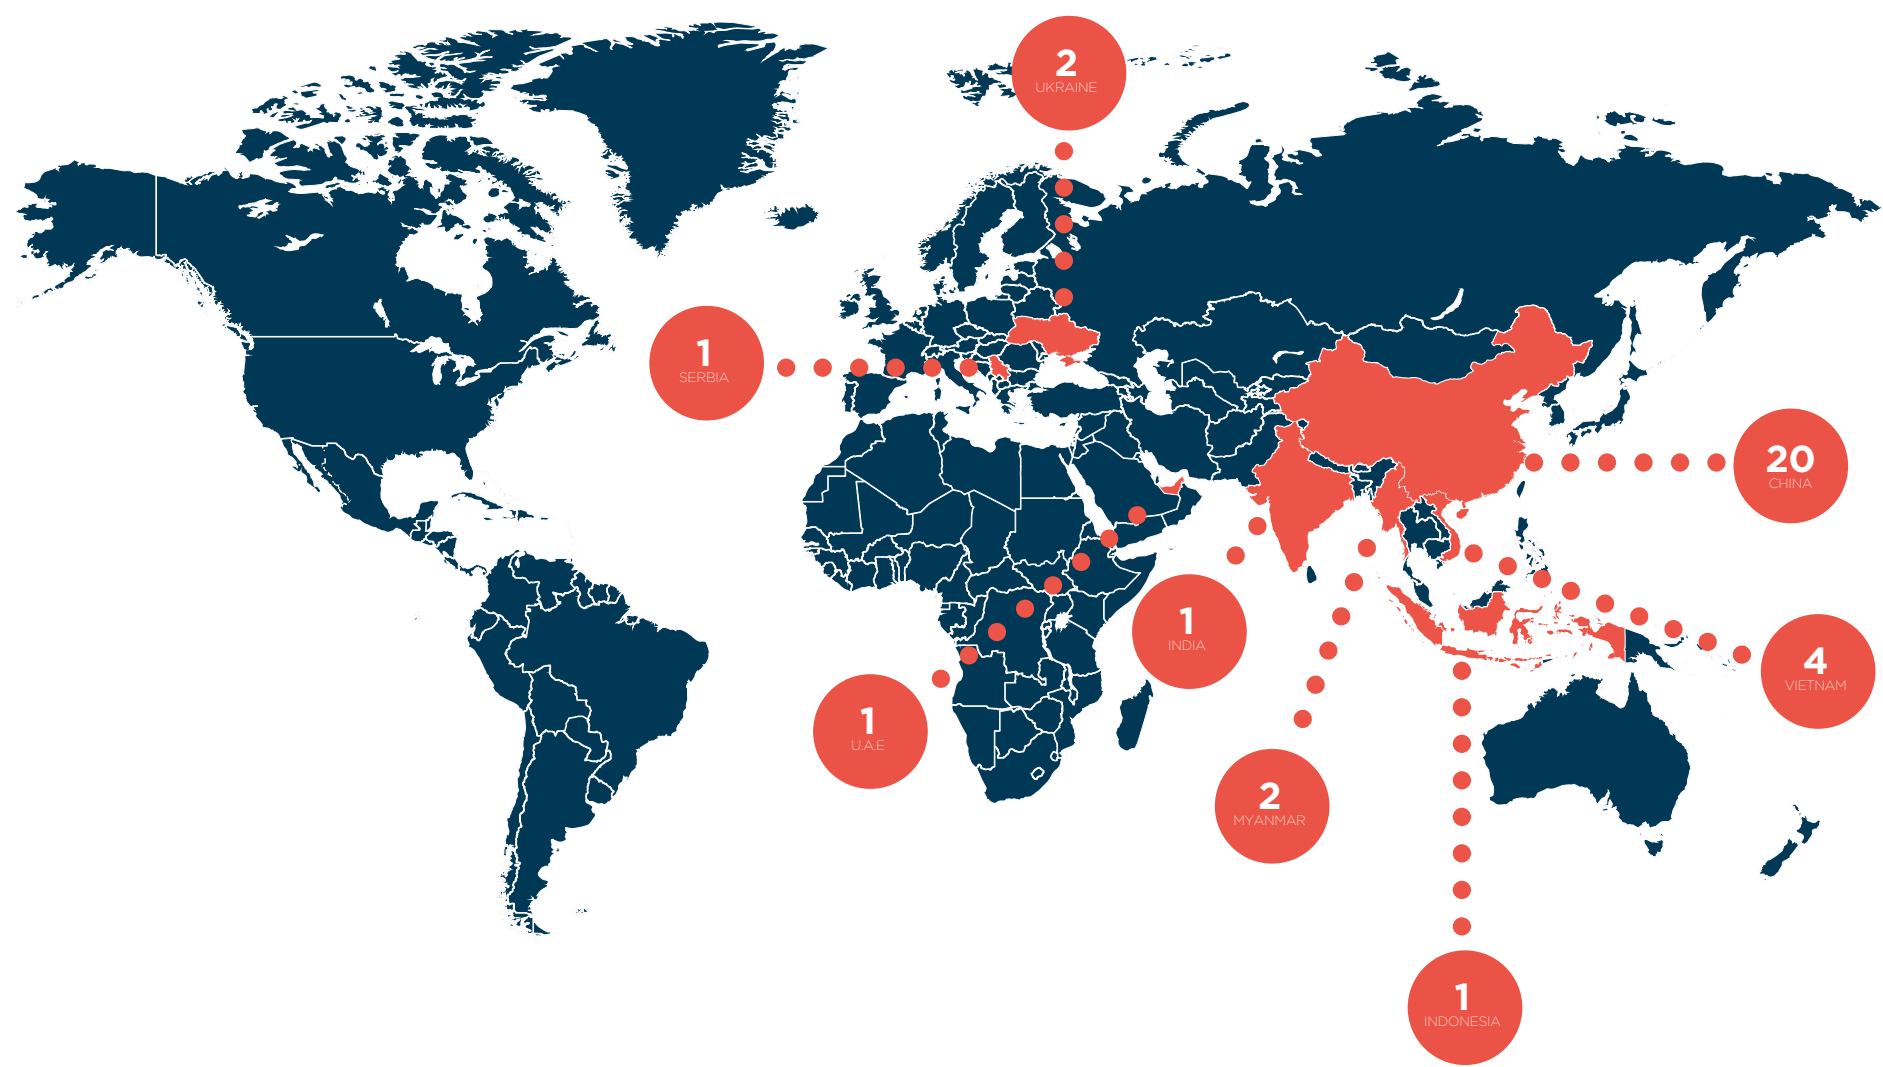 2
UKRAINE
1
SERBIA
20
CHINA
1
INDIA
4
VIETNAM
1
U.A.E
2
MYANMAR
1
INDONESIA